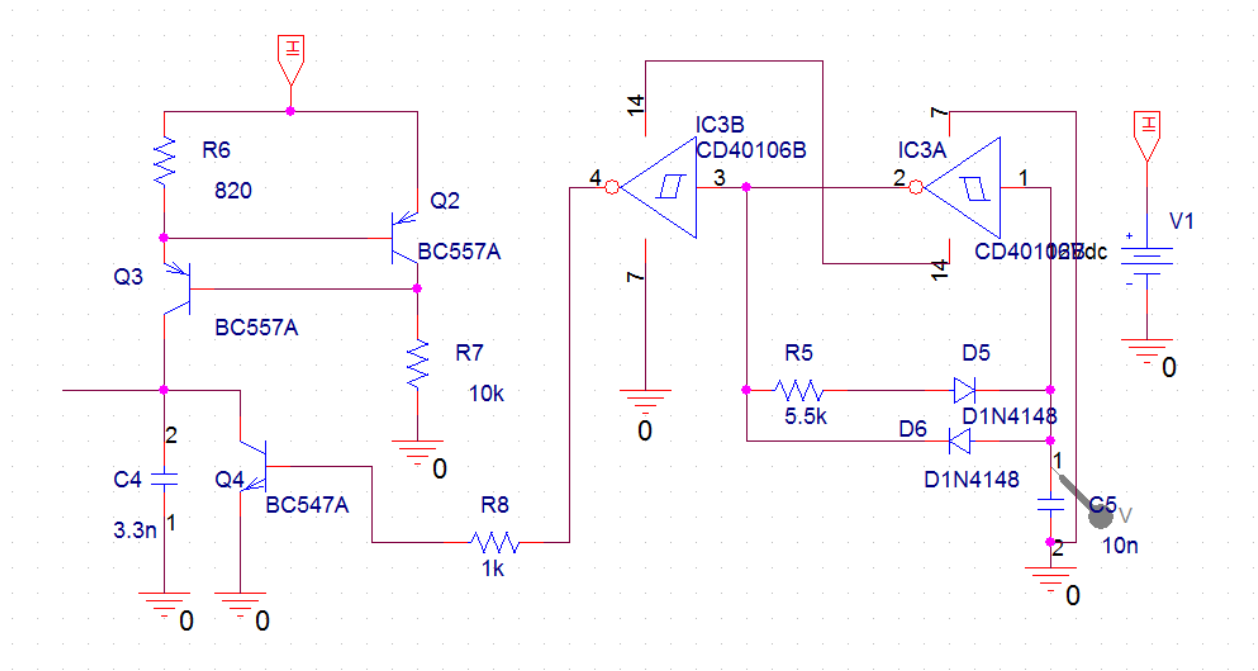 H
R6
820
Q2
BC557A
Q3
BC557A
R7
10k
0
2
C4
3.3n
1
Q4
BC547A
R8
1k
0
0
14
IC3B
CD40106B
4
3
7
0
7
IC3A
2
1
CD40106B
14
R5
5.5k
D5
D1N4148
D6
D1N4148
1
C5
V
10n
2
0
H
V1
+
-
0